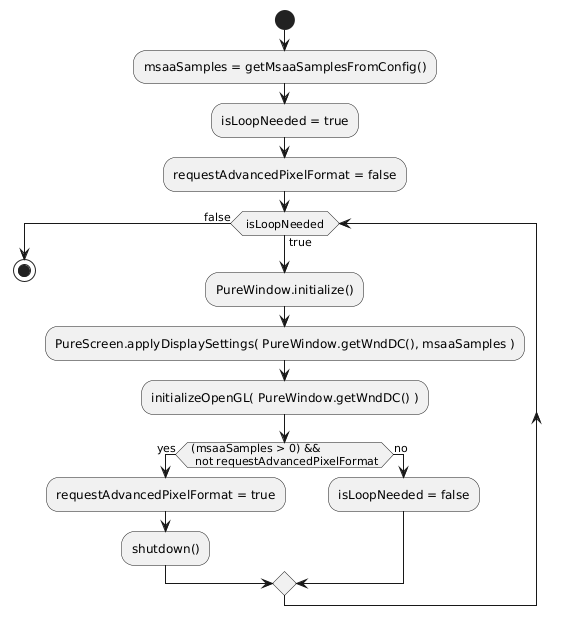 msaaSamples = getMsaaSamplesFromConfig()
isLoopNeeded = true
requestAdvancedPixelFormat = false
false
isLoopNeeded
true
PureWindow.initialize()
PureScreen.applyDisplaySettings( PureWindow.getWndDC(), msaaSamples )
initializeOpenGL( PureWindow.getWndDC() )
yes
(msaaSamples > 0) &&
not requestAdvancedPixelFormat
no
requestAdvancedPixelFormat = true
isLoopNeeded = false
shutdown()